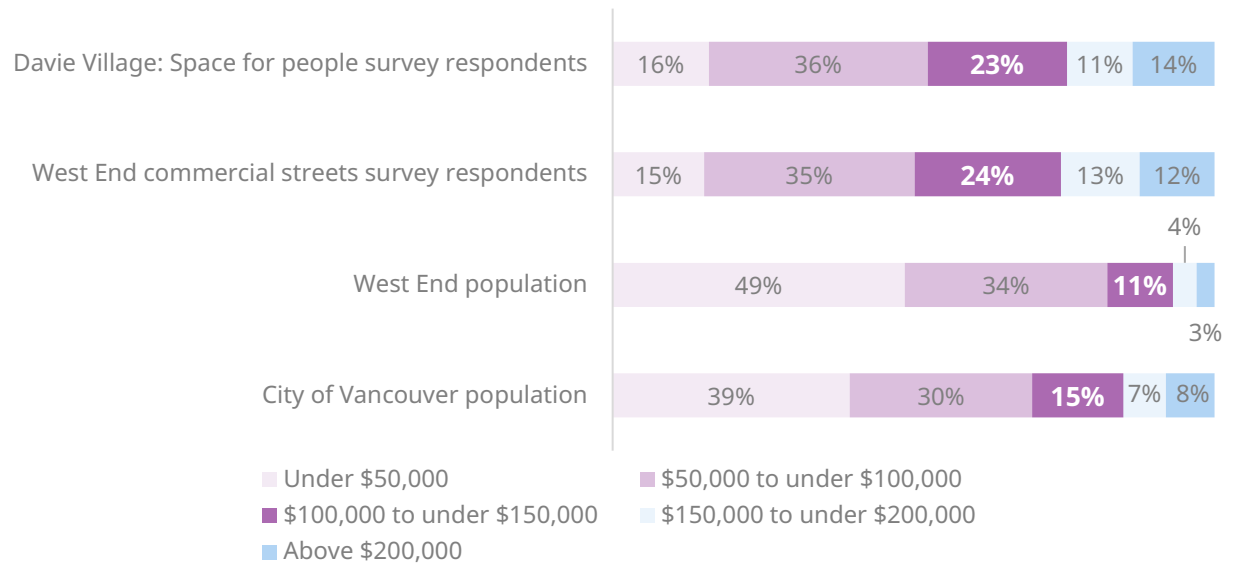 Davie Village: Space for people survey respondents 16% 36% 23% 11% 14%
West End commercial streets survey respondents 15% 35% 24% 13% 12%
4%
West End population 49% 34% 11%
3%
City of Vancouver population 39% 30% 15% 7% 8%
Under $50,000 $50,000 to under $100,000
$100,000 to under $150,000 $150,000 to under $200,000
Above $200,000